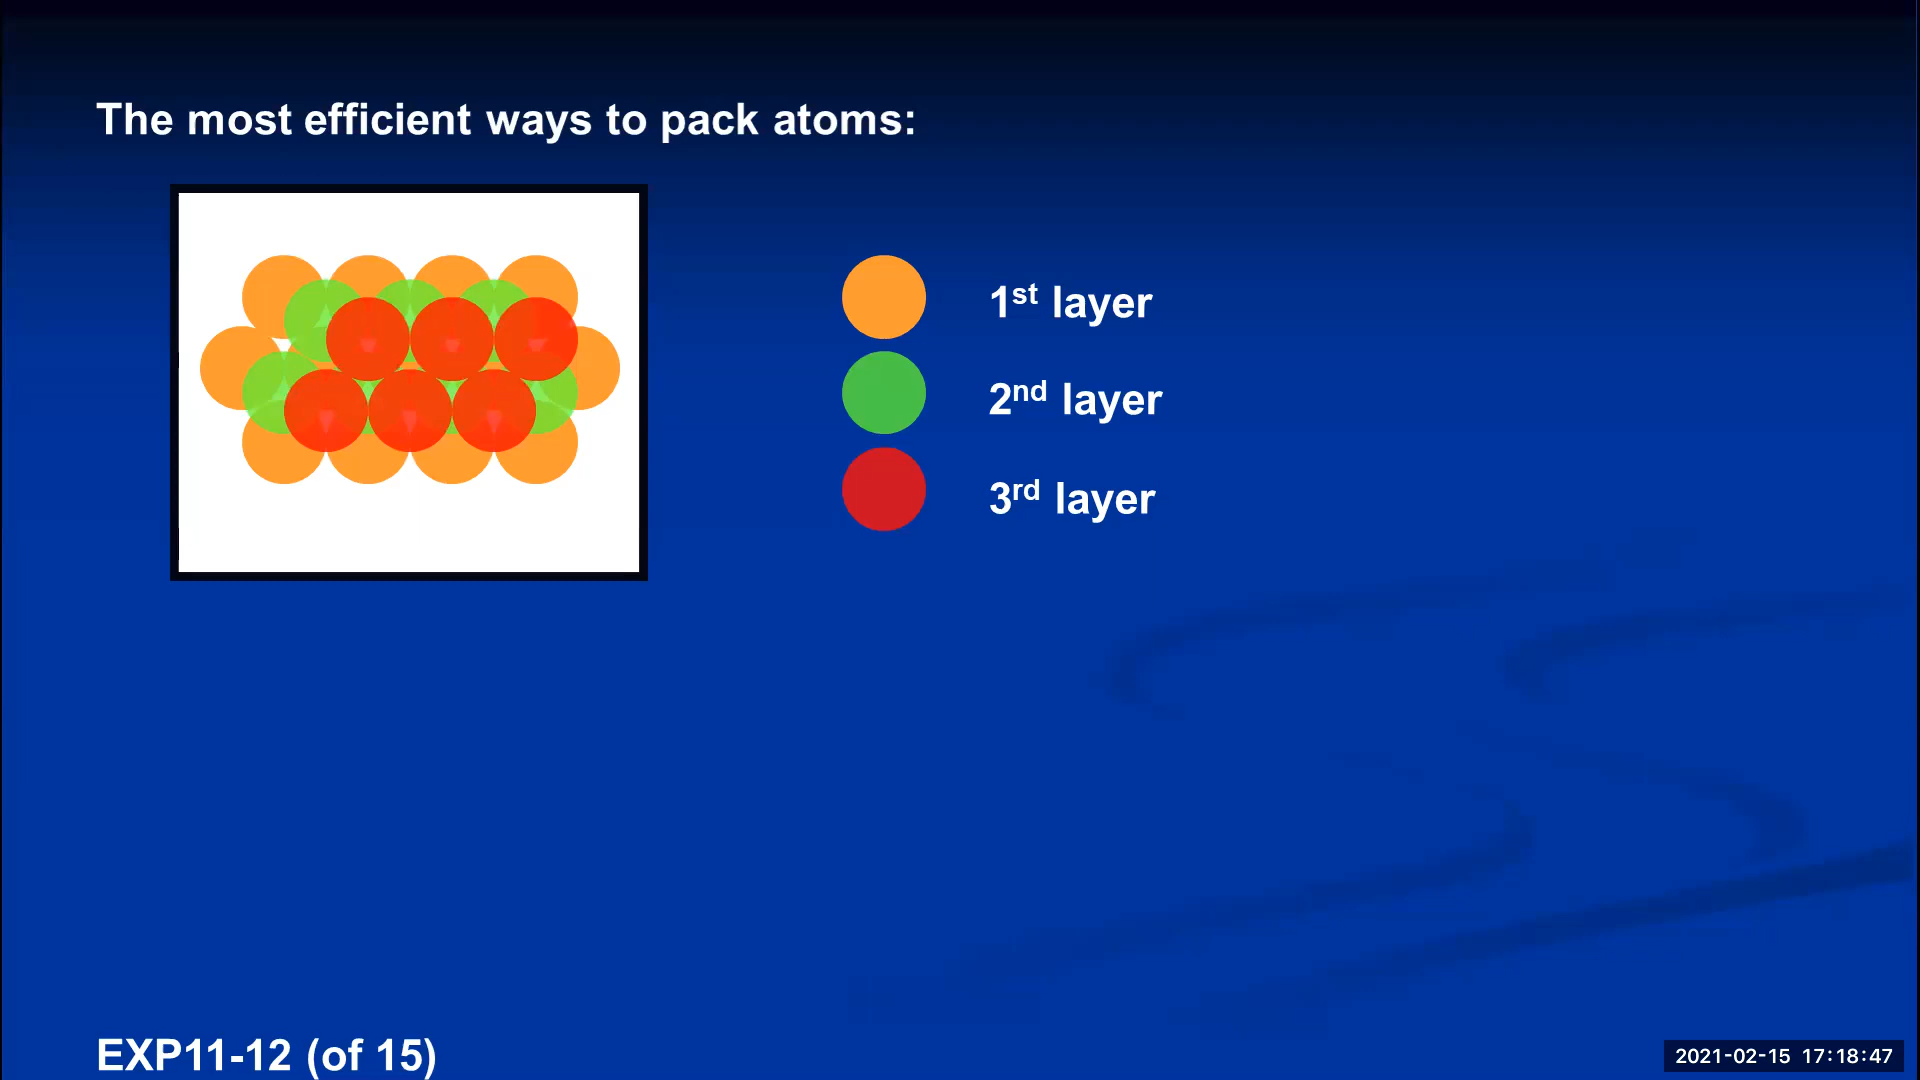 The most efficient ways to pack atoms:
1st layer
2nd layer
3rd layer
EXP11-12 (of 15)
2021-02-15 17:18:47